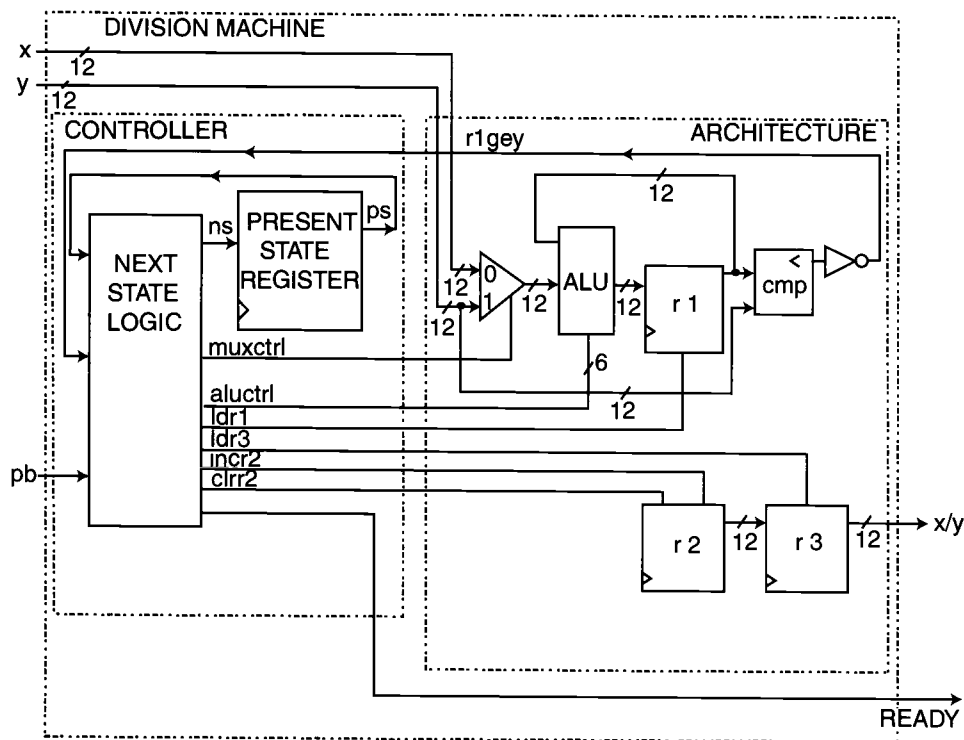 DIVISION MACHINE
x
12
y
12
CONTROLLER
ARCHITECTURE
r1gey
12
ns
PRESENT
STATE
REGISTER
ps
NEXT
STATE
LOGIC
12
0
1
12
12
ALU
12
r 1
<
cmp
muxctrl
6
12
aluctrl
ldr1
ldr3
incr2
clrr2
pb
r 2
12
r 3
12
x/y
READY